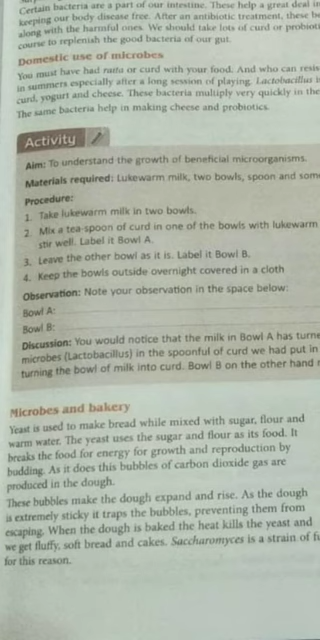 Certain bacteria are a part of our intestine. These help a great deal in
keeping our body disease free. After an antibiotic treatment, these
along with the harmful ones. We should take lots of curd or
course to replenish the good bacteria of our gut.
Domestic use of microbes
You must have had raita or curd with your food. And who can
in summers especially after a long session of playing. Lactobacillus
curd, yogurt and cheese. These bacteria multiply very quickly in the
The same bacteria help in making cheese and probiotics.
Activity
Aim: To understand the growth of beneficial microorganisms.
Materials required: Lukewarm milk, two bowls, spoon and
Procedure:
1. Take lukewarm milk in two bowls.
2. Mix a tea-spoon of curd in one of the bowls with lukewarm
stir well. Label it Bowl A.
3. Leave the other bowl as it is. Label it Bowl B.
4. Keep the bowls outside overnight covered in a cloth
Observation: Note your observation in the space below:
Bowl A:
Bowl B:
Discussion: You would notice that the milk in Bowl A has
microbes (Lactobacillus) in the spoonful of curd we had put in
turning the bowl of milk into curd. Bowl B on the other hand
Microbes and bakery
Yeast is used to make bread while mixed with sugar, flour and
warm water. The yeast uses the sugar and flour as its food. It
breaks the food for energy for growth and reproduction by
budding. As it does this bubbles of carbon dioxide gas are
produced in the dough.
These bubbles make the dough expand and rise. As the dough
is extremely sticky it traps the bubbles, preventing them from
escaping. When the dough is baked the heat kills the yeast and
we get fluffy, soft bread and cakes. Saccharomyces is a strain of
for this reason.